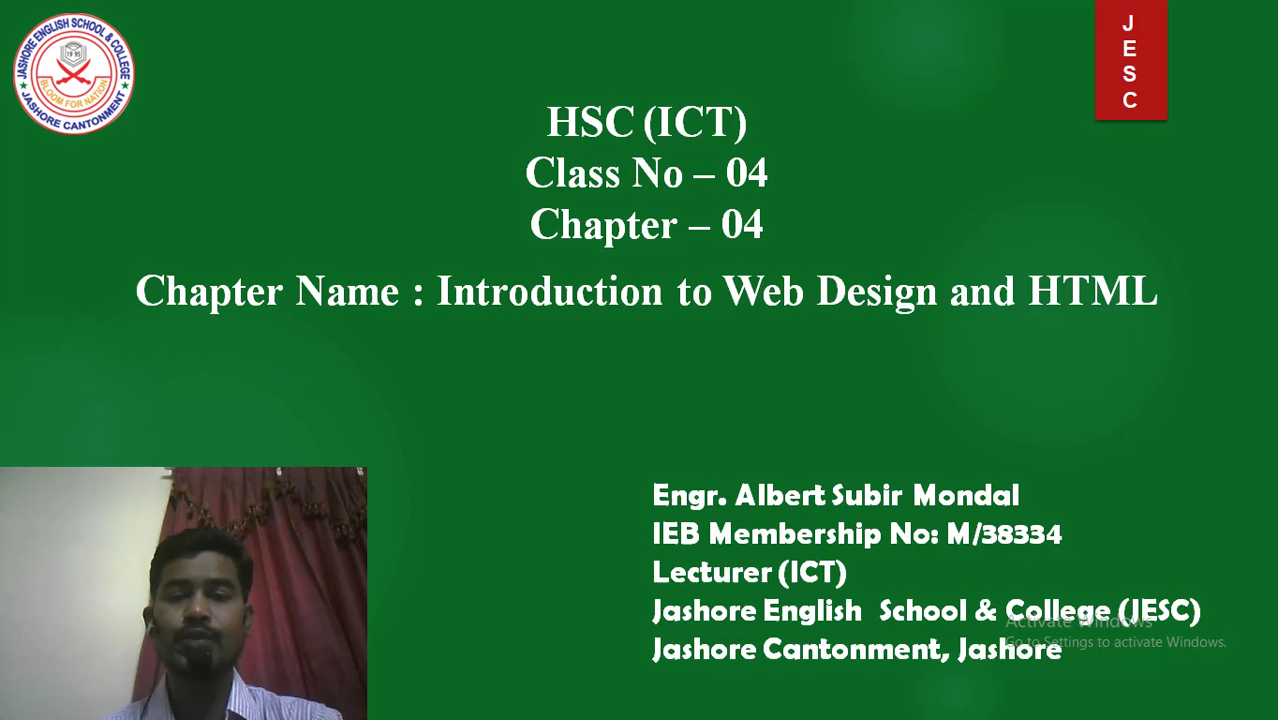 JASHORE ENGLISH SCHOOL & COLLEGE
1995
BLOOM FOR NATION
JASHORE CANTONMENT
J
E
S
C
HSC (ICT)
Class No – 04
Chapter – 04
Chapter Name : Introduction to Web Design and HTML
Engr. Albert Subir Mondal
IEB Membership No: M/38334
Lecturer (ICT)
Jashore English School & College (JESC)
Jashore Cantonment, Jashore
Activate Windows
Go to Settings to activate Windows.